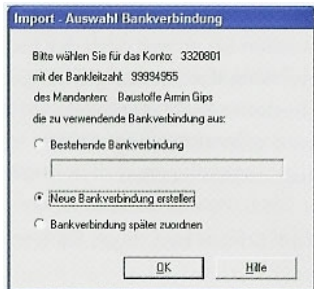 Import - Auswahl Bankverbindung
Bitte wählen Sie für das Konto: 3320801
mit der Bankleitzahl: 99994955
des Mandanten: Baustoffe Armin Gips
die zu verwendende Bankverbindung aus:
Bestehende Bankverbindung
Neue Bankverbindung erstellen
Bankverbindung später zuordnen
OK
Hilfe